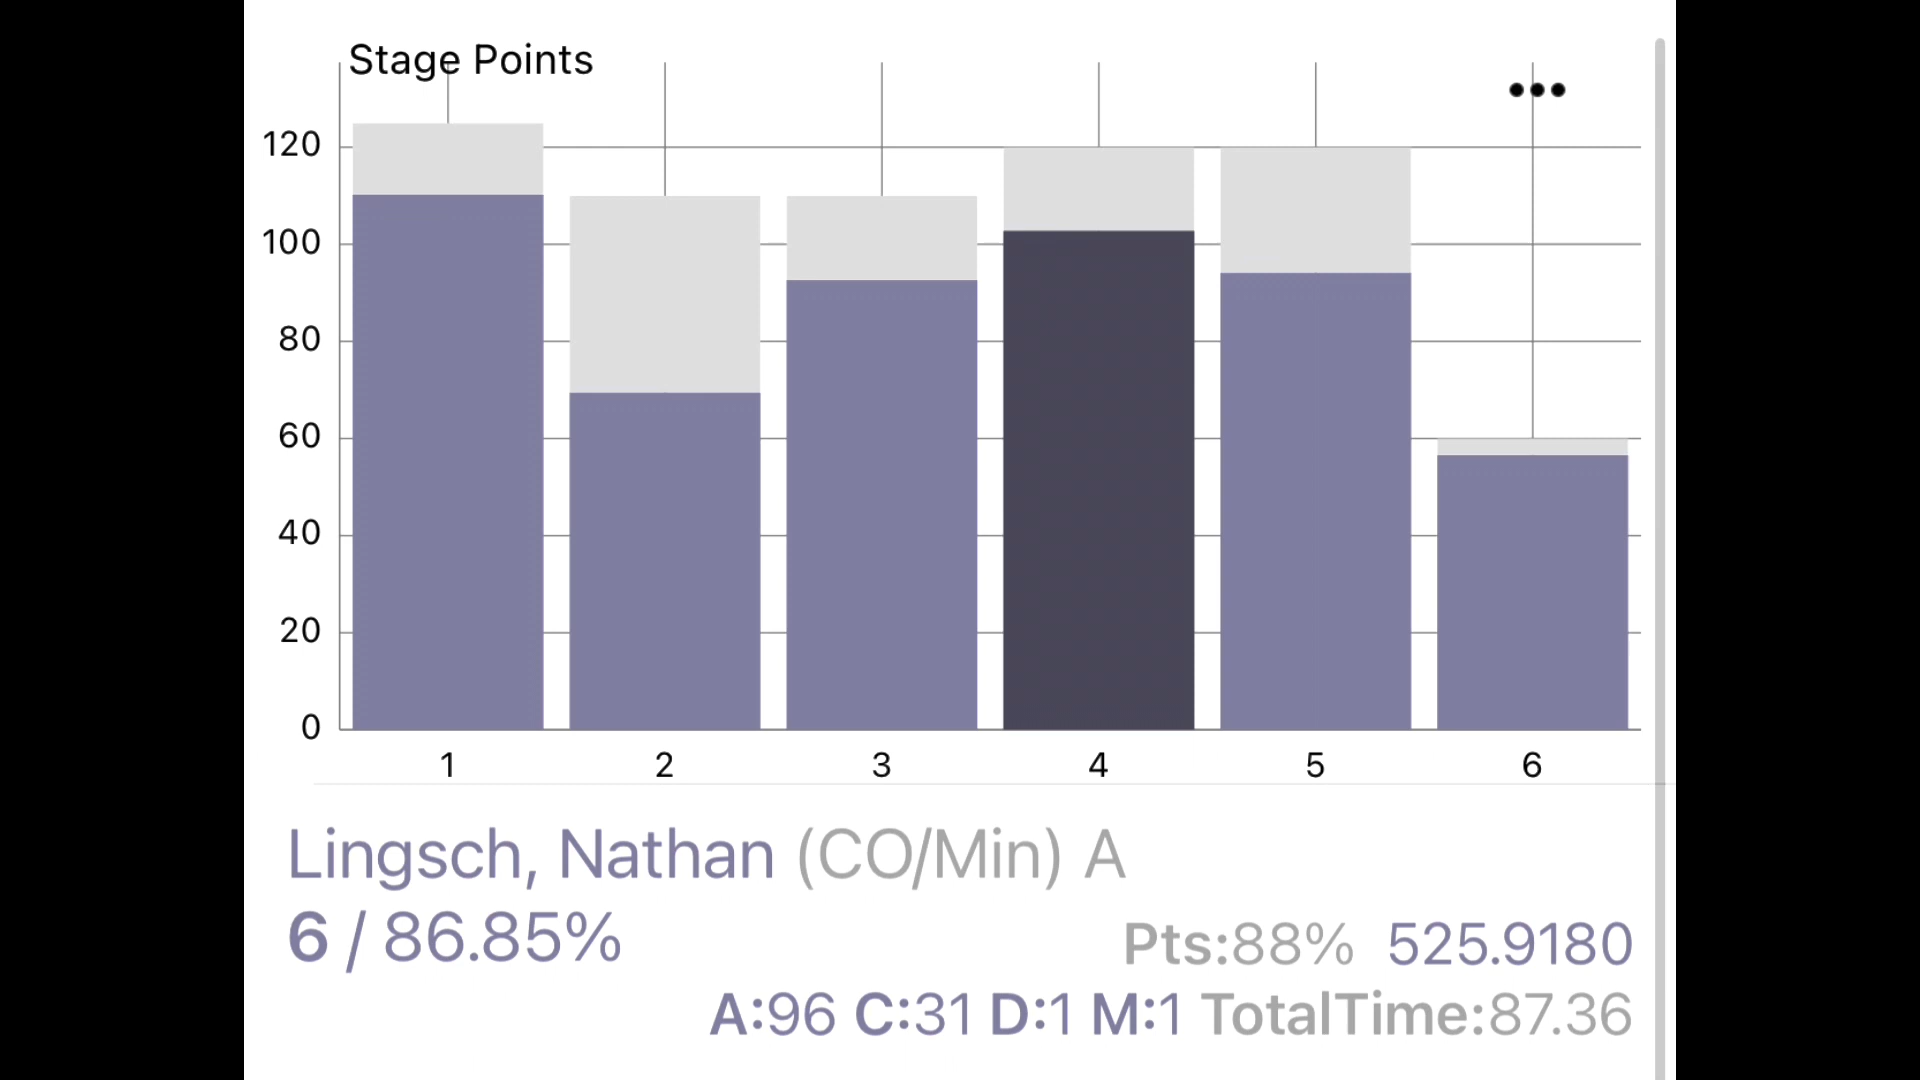 Stage Points
120
100
80
60
40
20
0
1 2 3 4 5 6
Lingsch, Nathan (CO/Min) A
6 / 86.85% Pts:88% 525.9180
A:96 C:31 D:1 M:1 TotalTime:87.36